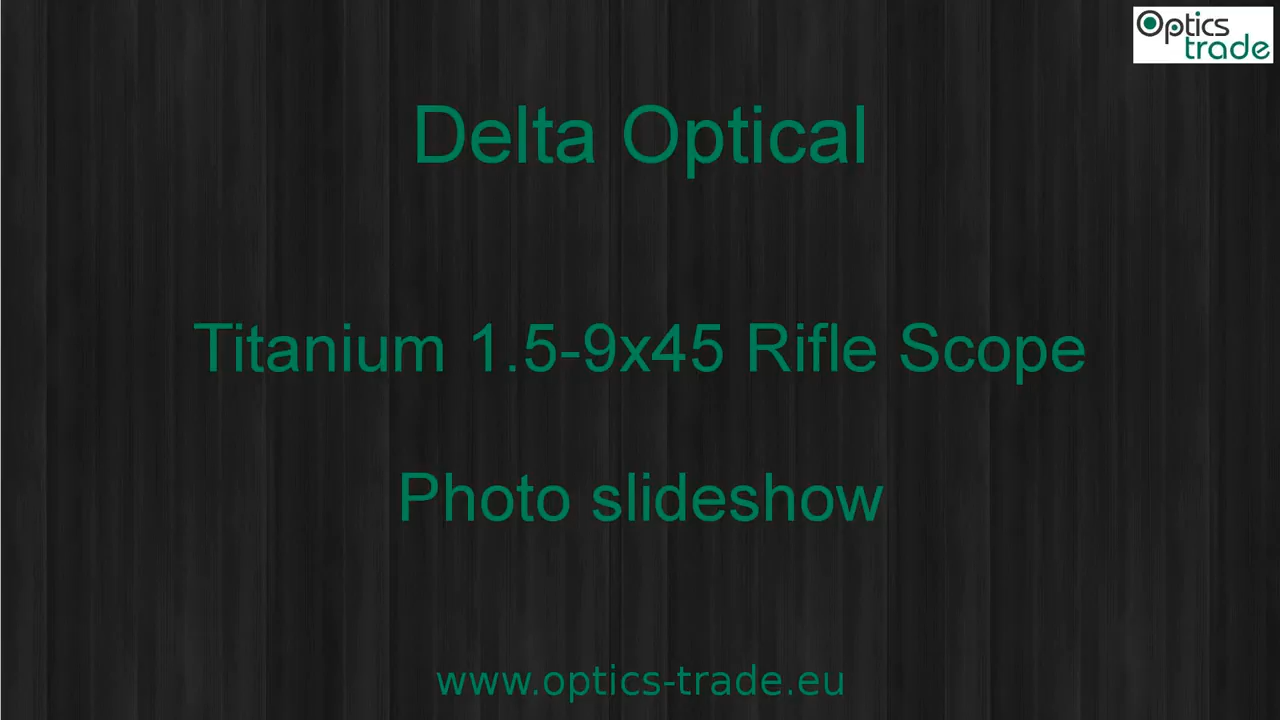 Optics
trade
Delta Optical
Titanium 1.5-9x45 Rifle Scope
Photo slideshow
www.optics-trade.eu